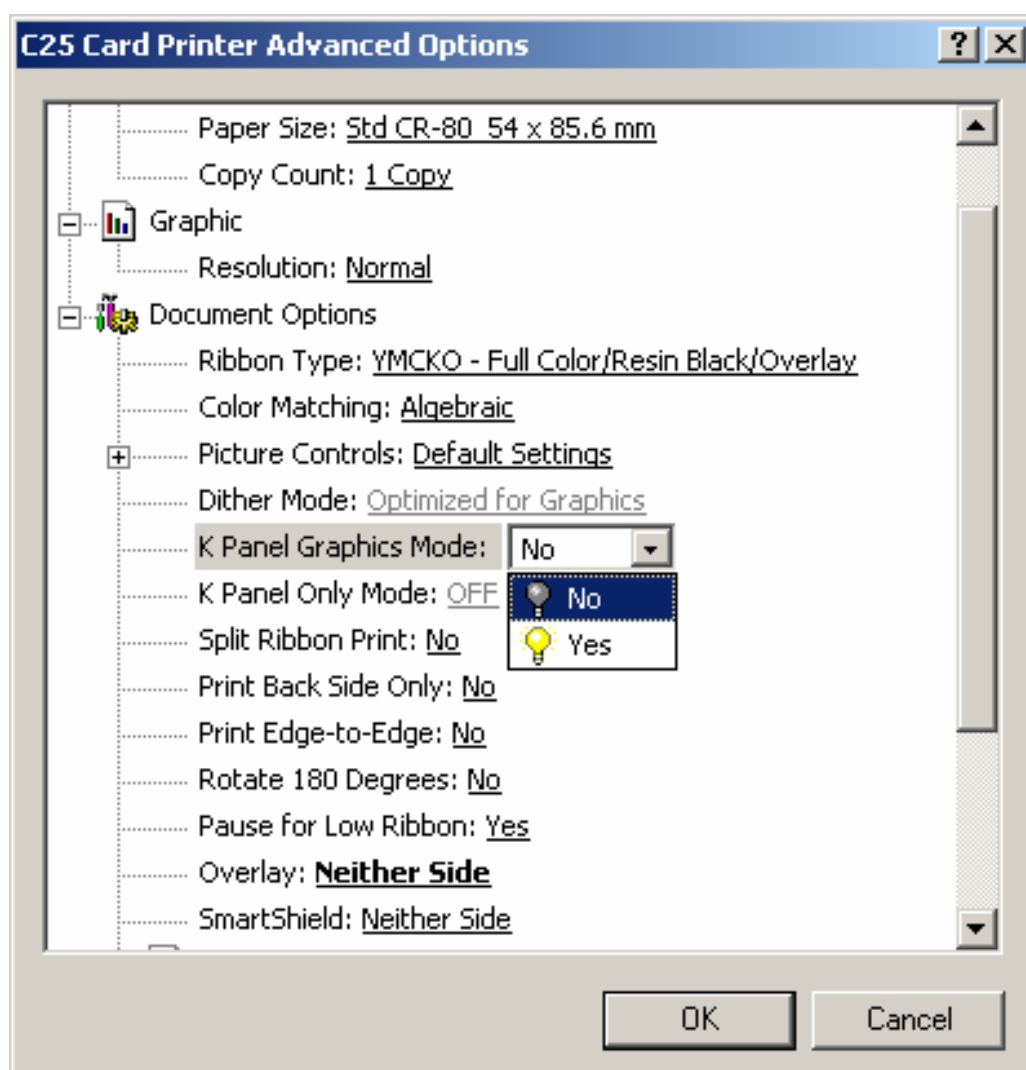 C25 Card Printer Advanced Options
Paper Size: Std CR-80 54 x 85.6 mm
Copy Count: 1 Copy
Graphic
Resolution: Normal
Document Options
Ribbon Type: YMCKO - Full Color/Resin Black/Overlay
Color Matching: Algebraic
Picture Controls: Default Settings
Dither Mode: Optimized for Graphics
K Panel Graphics Mode: No
K Panel Only Mode: OFF
No
Split Ribbon Print: No
Yes
Print Back Side Only: No
Print Edge-to-Edge: No
Rotate 180 Degrees: No
Pause for Low Ribbon: Yes
Overlay: Neither Side
SmartShield: Neither Side
OK
Cancel